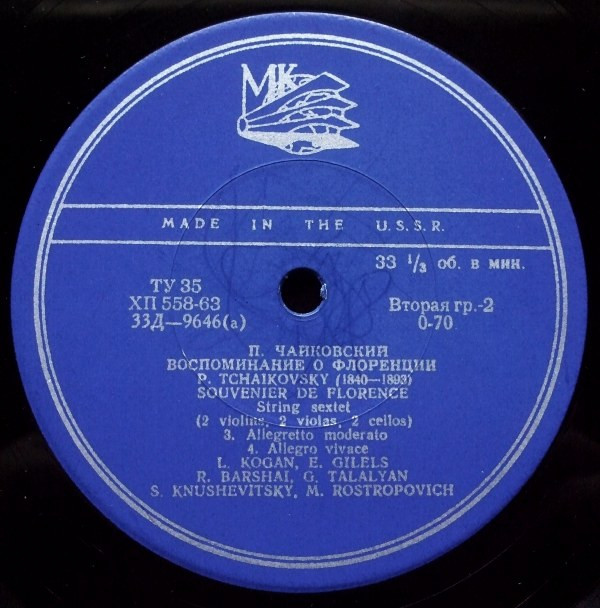 МК
MADE IN THE U.S.S.R.
33 1/3 об. в мин.
ТУ 35
ХП 558-63
33Д—9646(а)
Вторая гр.-2
0-70
П. ЧАЙКОВСКИЙ
ВОСПОМИНАНИЕ О ФЛОРЕНЦИИ
P. TCHAIKOVSKY (1840—1893)
SOUVENIER DE FLORENCE
String sextet
(2 violins, 2 violas, 2 cellos)
3. Allegretto moderato
4. Allegro vivace
L. KOGAN, E. GILELS
R. BARSHAI, G. TALALYAN
S. KNUSHEVITSKY, M. ROSTROPOVICH